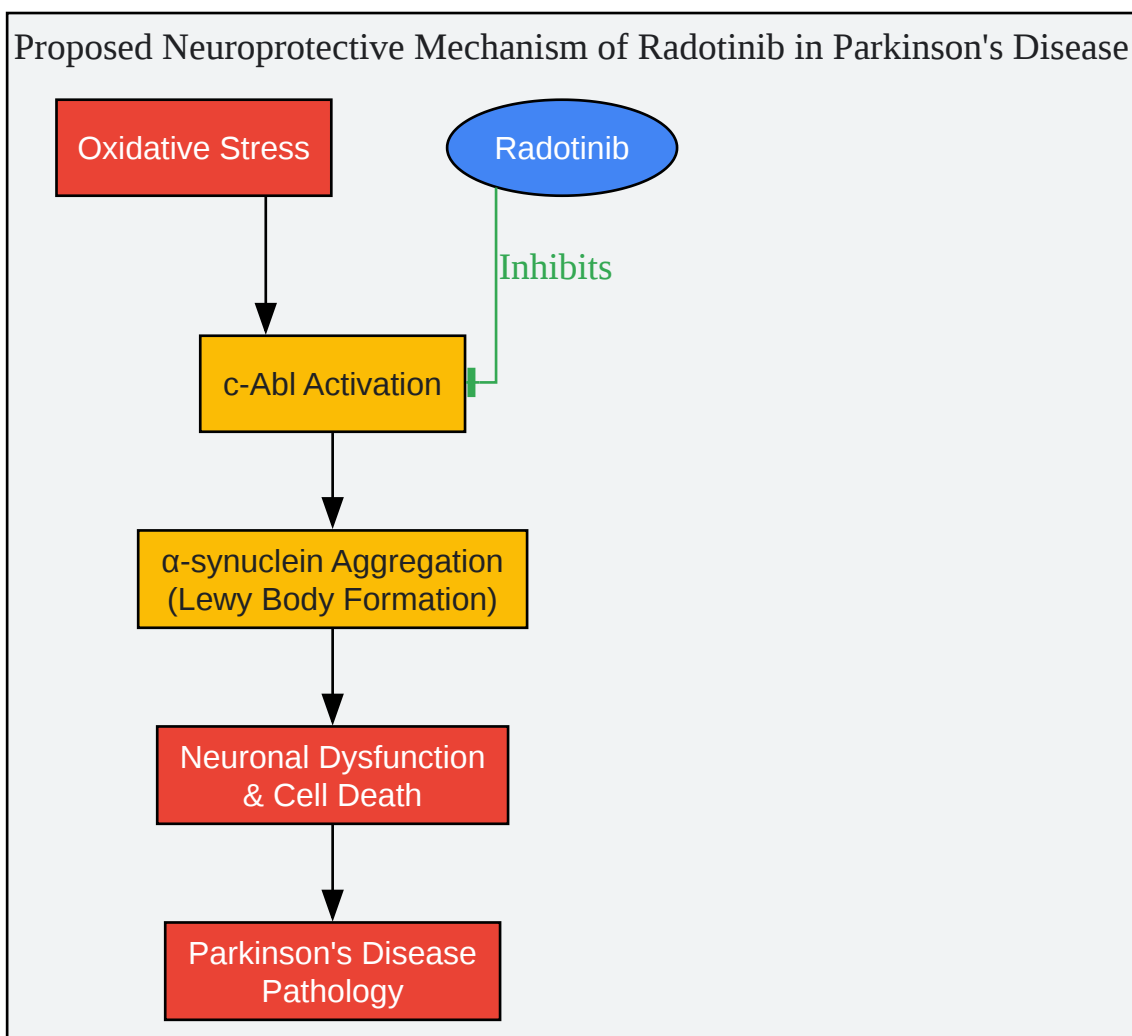 Proposed Neuroprotective Mechanism of Radotinib in Parkinson's Disease
Oxidative Stress
Radotinib
Inhibits
c-Abl Activation
α-synuclein Aggregation
(Lewy Body Formation)
Neuronal Dysfunction
& Cell Death
Parkinson's Disease
Pathology